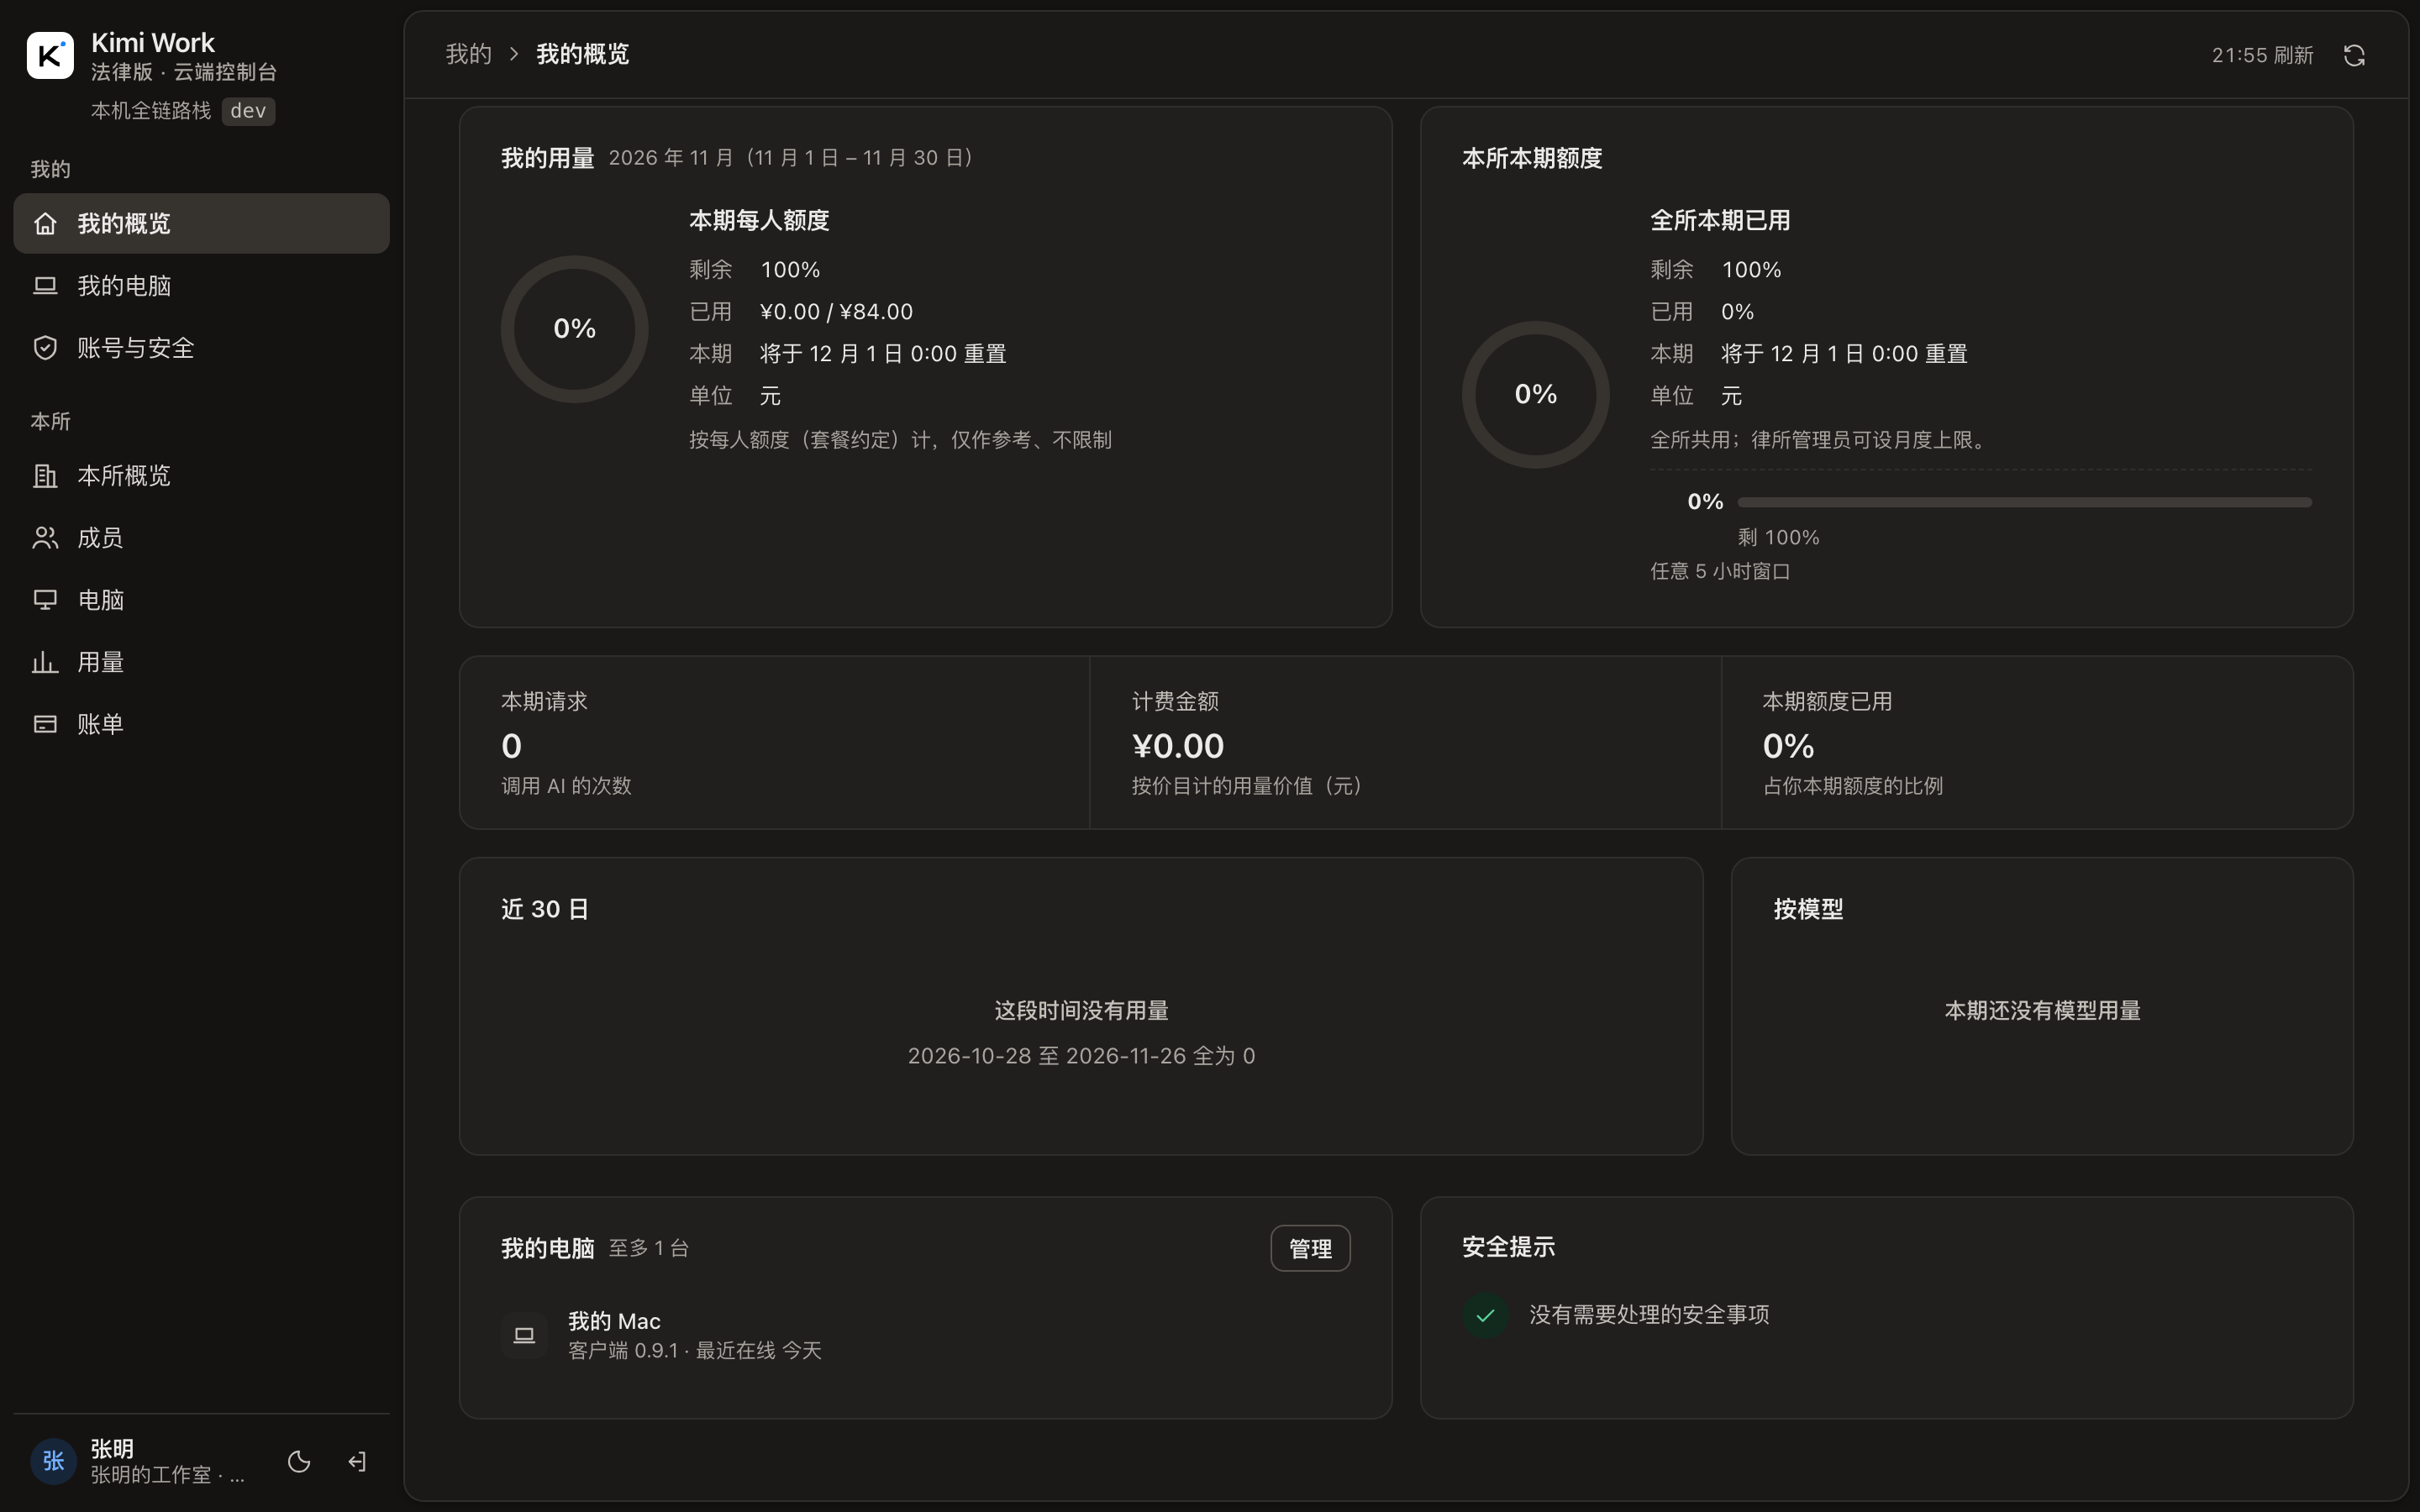 Kimi Work
法律版 · 云端控制台
本机全链路栈 dev
我的
我的概览
我的电脑
账号与安全
本所
本所概览
成员
电脑
用量
账单
张
张明
张明的工作室 · ...
我的 > 我的概览
21:55 刷新
我的用量 2026 年 11 月（11 月 1 日 – 11 月 30 日）
0%
本期每人额度
剩余 100%
已用 ¥0.00 / ¥84.00
本期 将于 12 月 1 日 0:00 重置
单位 元
按每人额度（套餐约定）计，仅作参考、不限制
本所本期额度
0%
全所本期已用
剩余 100%
已用 0%
本期 将于 12 月 1 日 0:00 重置
单位 元
全所共用；律所管理员可设月度上限。
0%
剩 100%
任意 5 小时窗口
本期请求
0
调用 AI 的次数
计费金额
¥0.00
按价目计的用量价值（元）
本期额度已用
0%
占你本期额度的比例
近 30 日
这段时间没有用量
2026-10-28 至 2026-11-26 全为 0
按模型
本期还没有模型用量
我的电脑 至多 1 台
管理
我的 Mac
客户端 0.9.1 · 最近在线 今天
安全提示
没有需要处理的安全事项